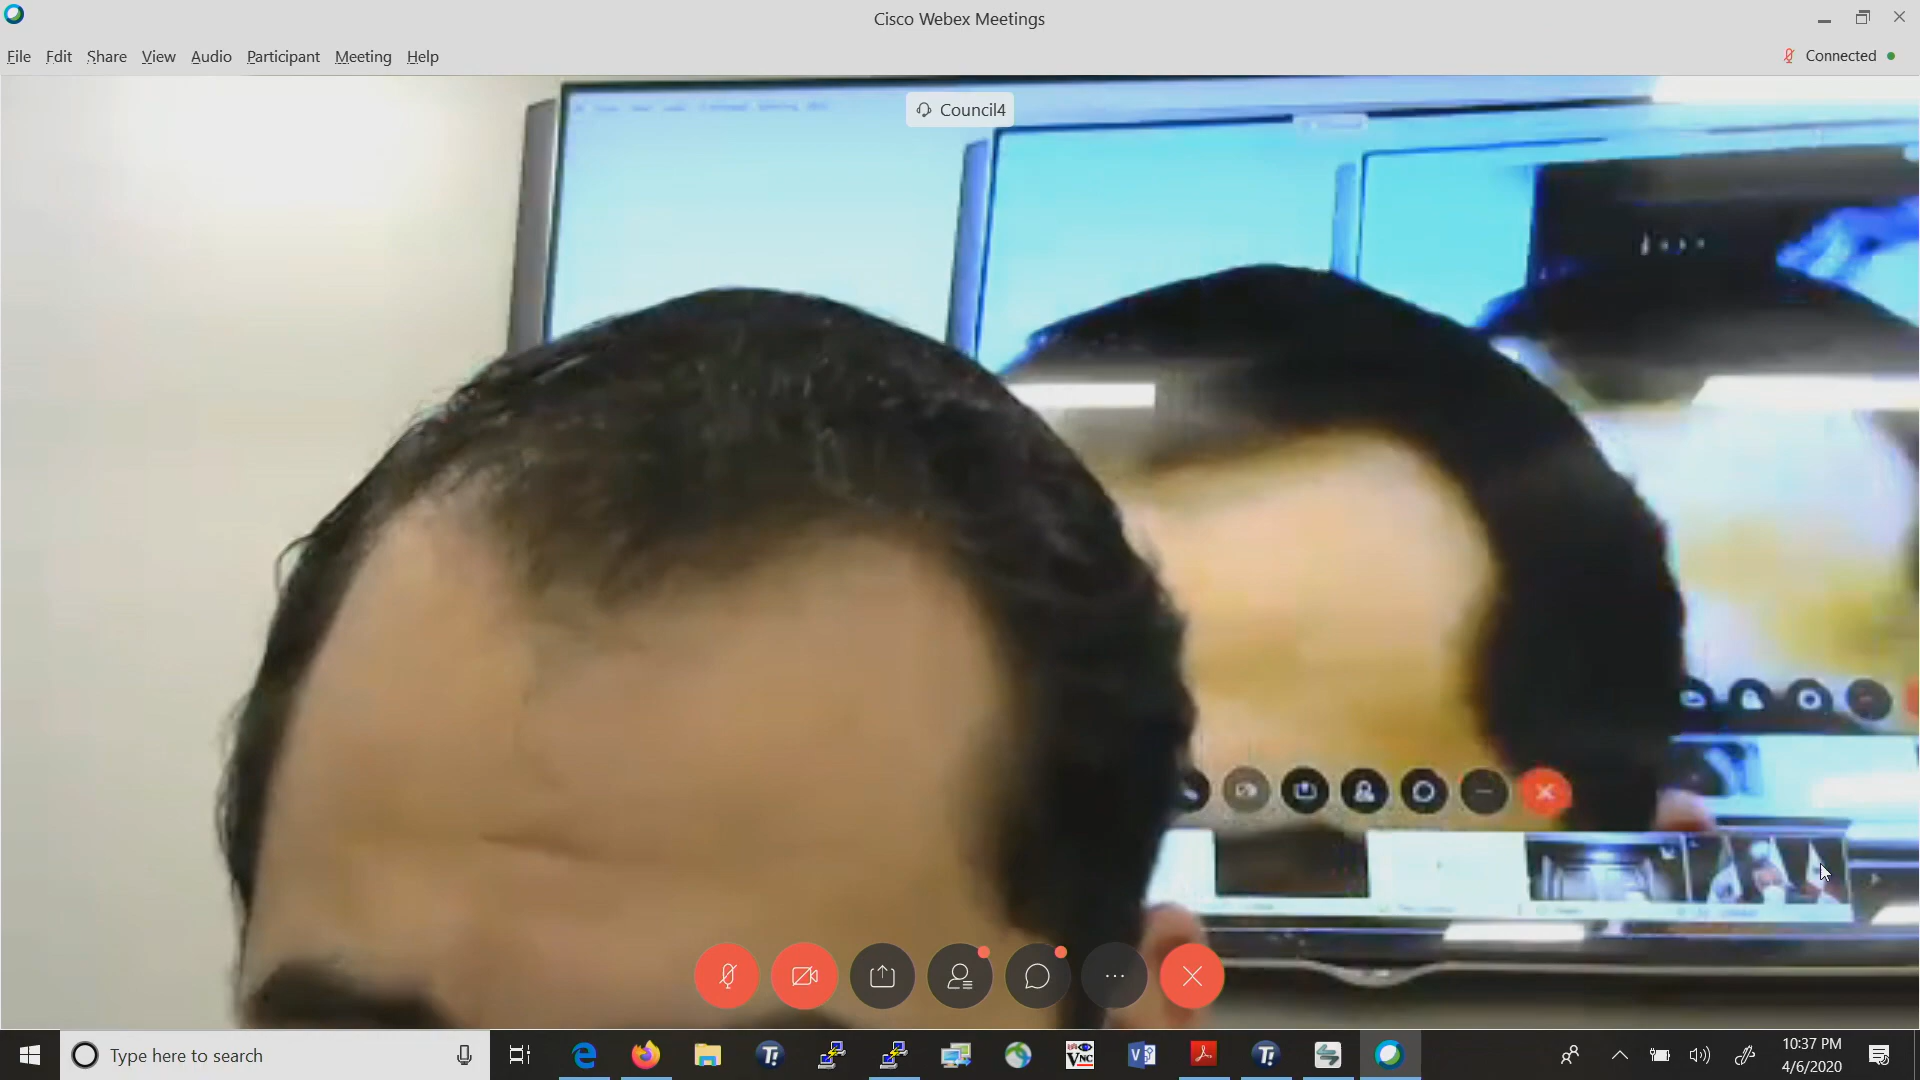 Cisco Webex Meetings
File Edit Share View Audio Participant Meeting Help
Connected
Council4
Type here to search
10:37 PM
4/6/2020